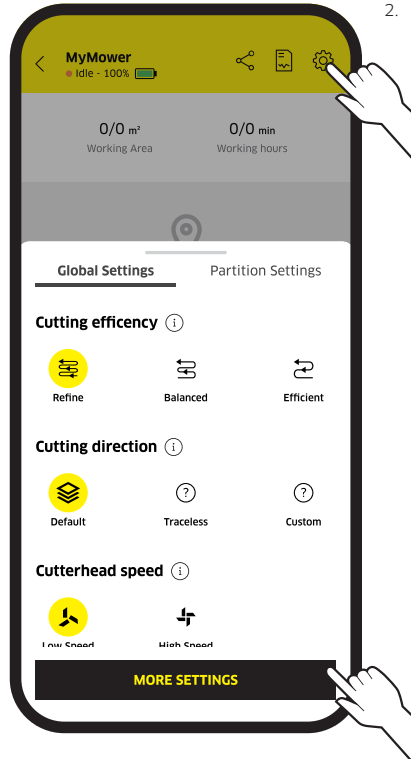 2.
MyMower
Idle - 100%
0/0 m²
0/0 min
Working Area
Working hours
Global Settings
Partition Settings
Cutting efficency i
Refine
Balanced
Efficient
Cutting direction i
? ?
Default
Traceless
Custom
Cutterhead speed i
Low Speed
High Speed
MORE SETTINGS